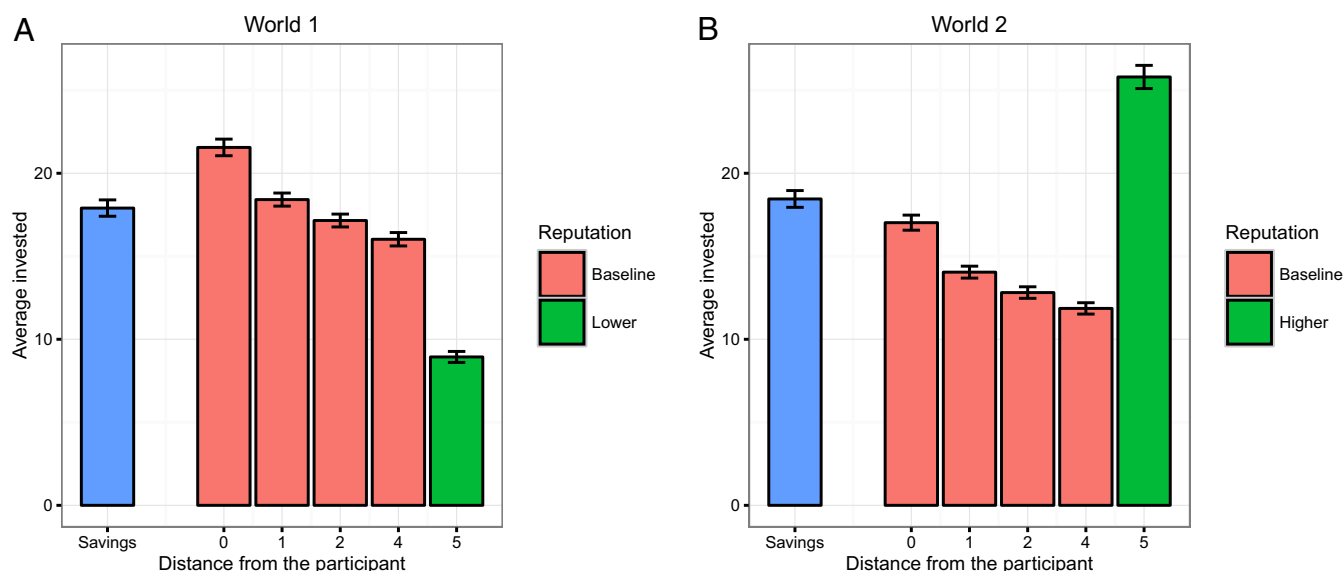 A
World 1
Average invested
20
10
0
Savings
0
1
2
4
5
Distance from the participant
Reputation
Baseline
Lower
B
World 2
Average invested
20
10
0
Savings
0
1
2
4
5
Distance from the participant
Reputation
Baseline
Higher